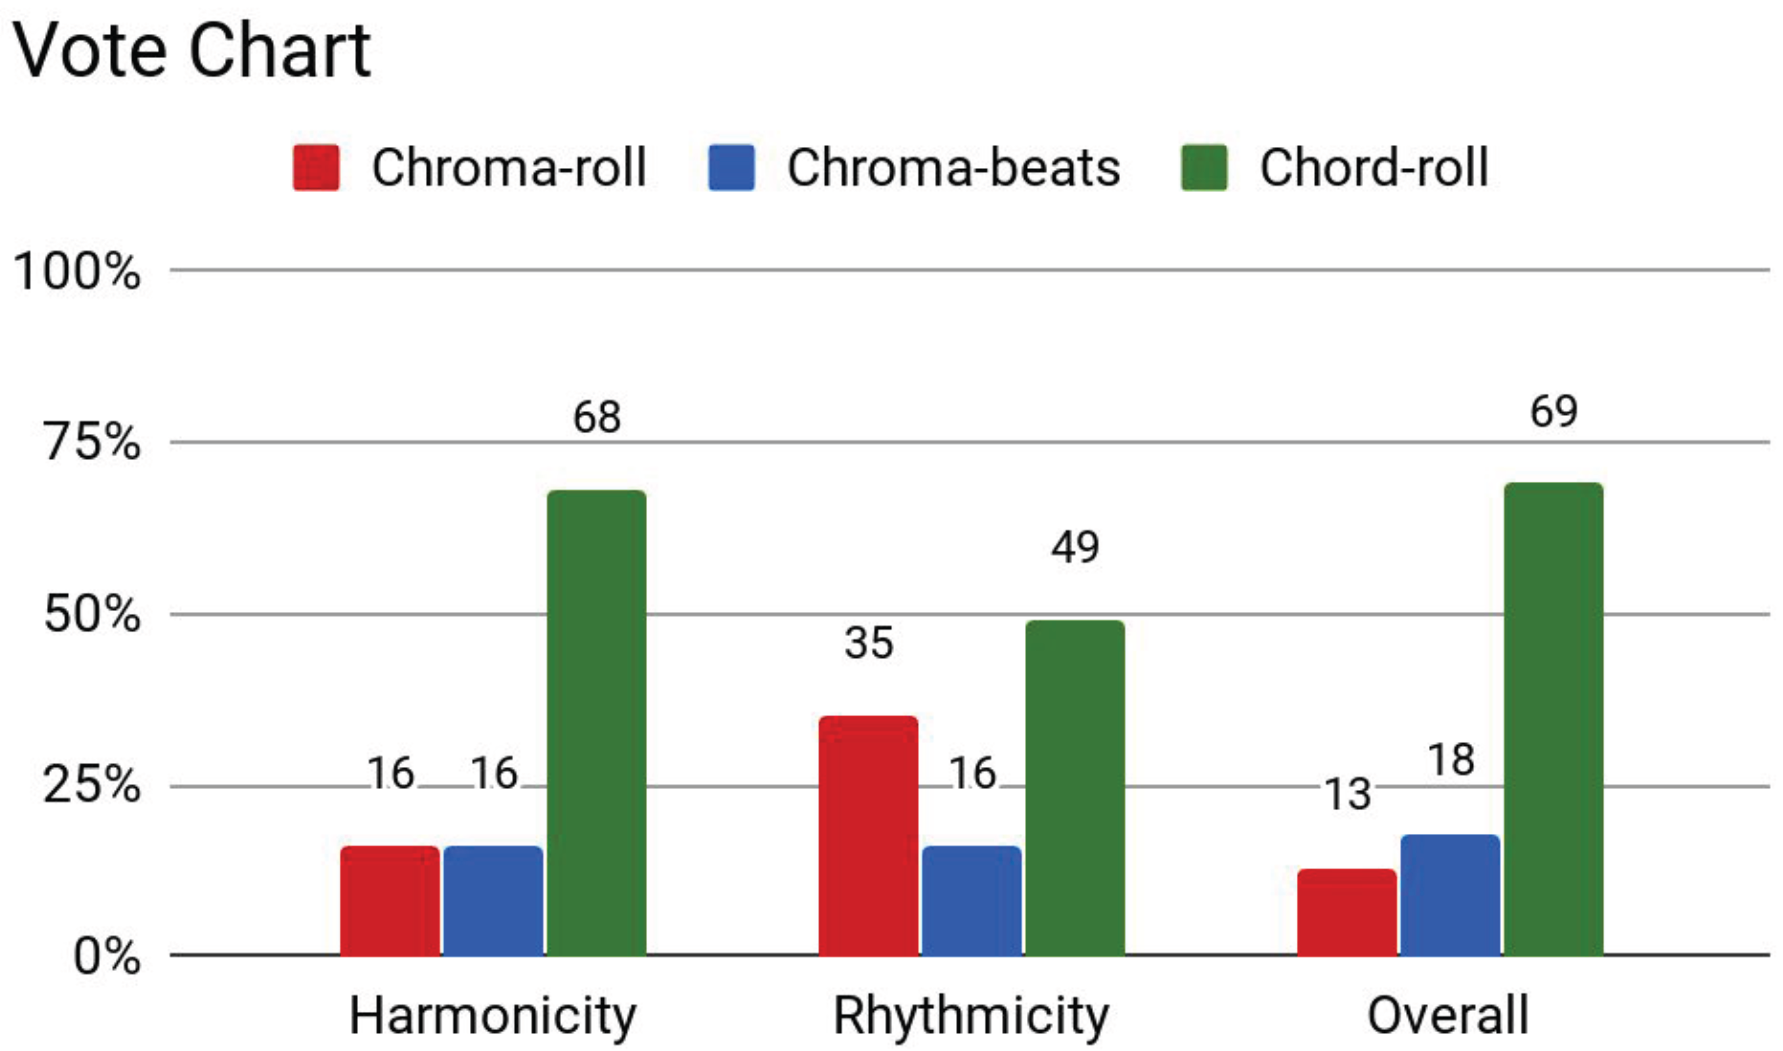 Vote Chart
Chroma-roll Chroma-beats Chord-roll
100%
75%
50%
25%
0%
16 16 68
35 16 49
13 18 69
Harmonicity Rhythmicity Overall